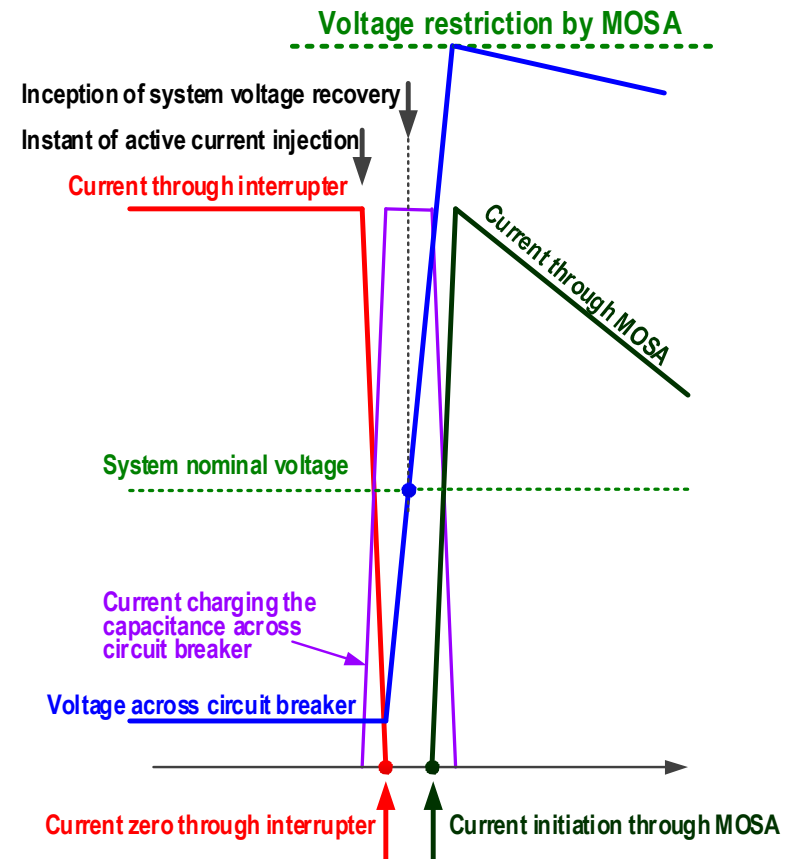 Voltage restriction by MOSA
Inception of system voltage recovery
Instant of active current injection
Current through interrupter
Current through MOSA
System nominal voltage
Current charging the
capacitance across
circuit breaker
Voltage across circuit breaker
Current zero through interrupter
Current initiation through MOSA